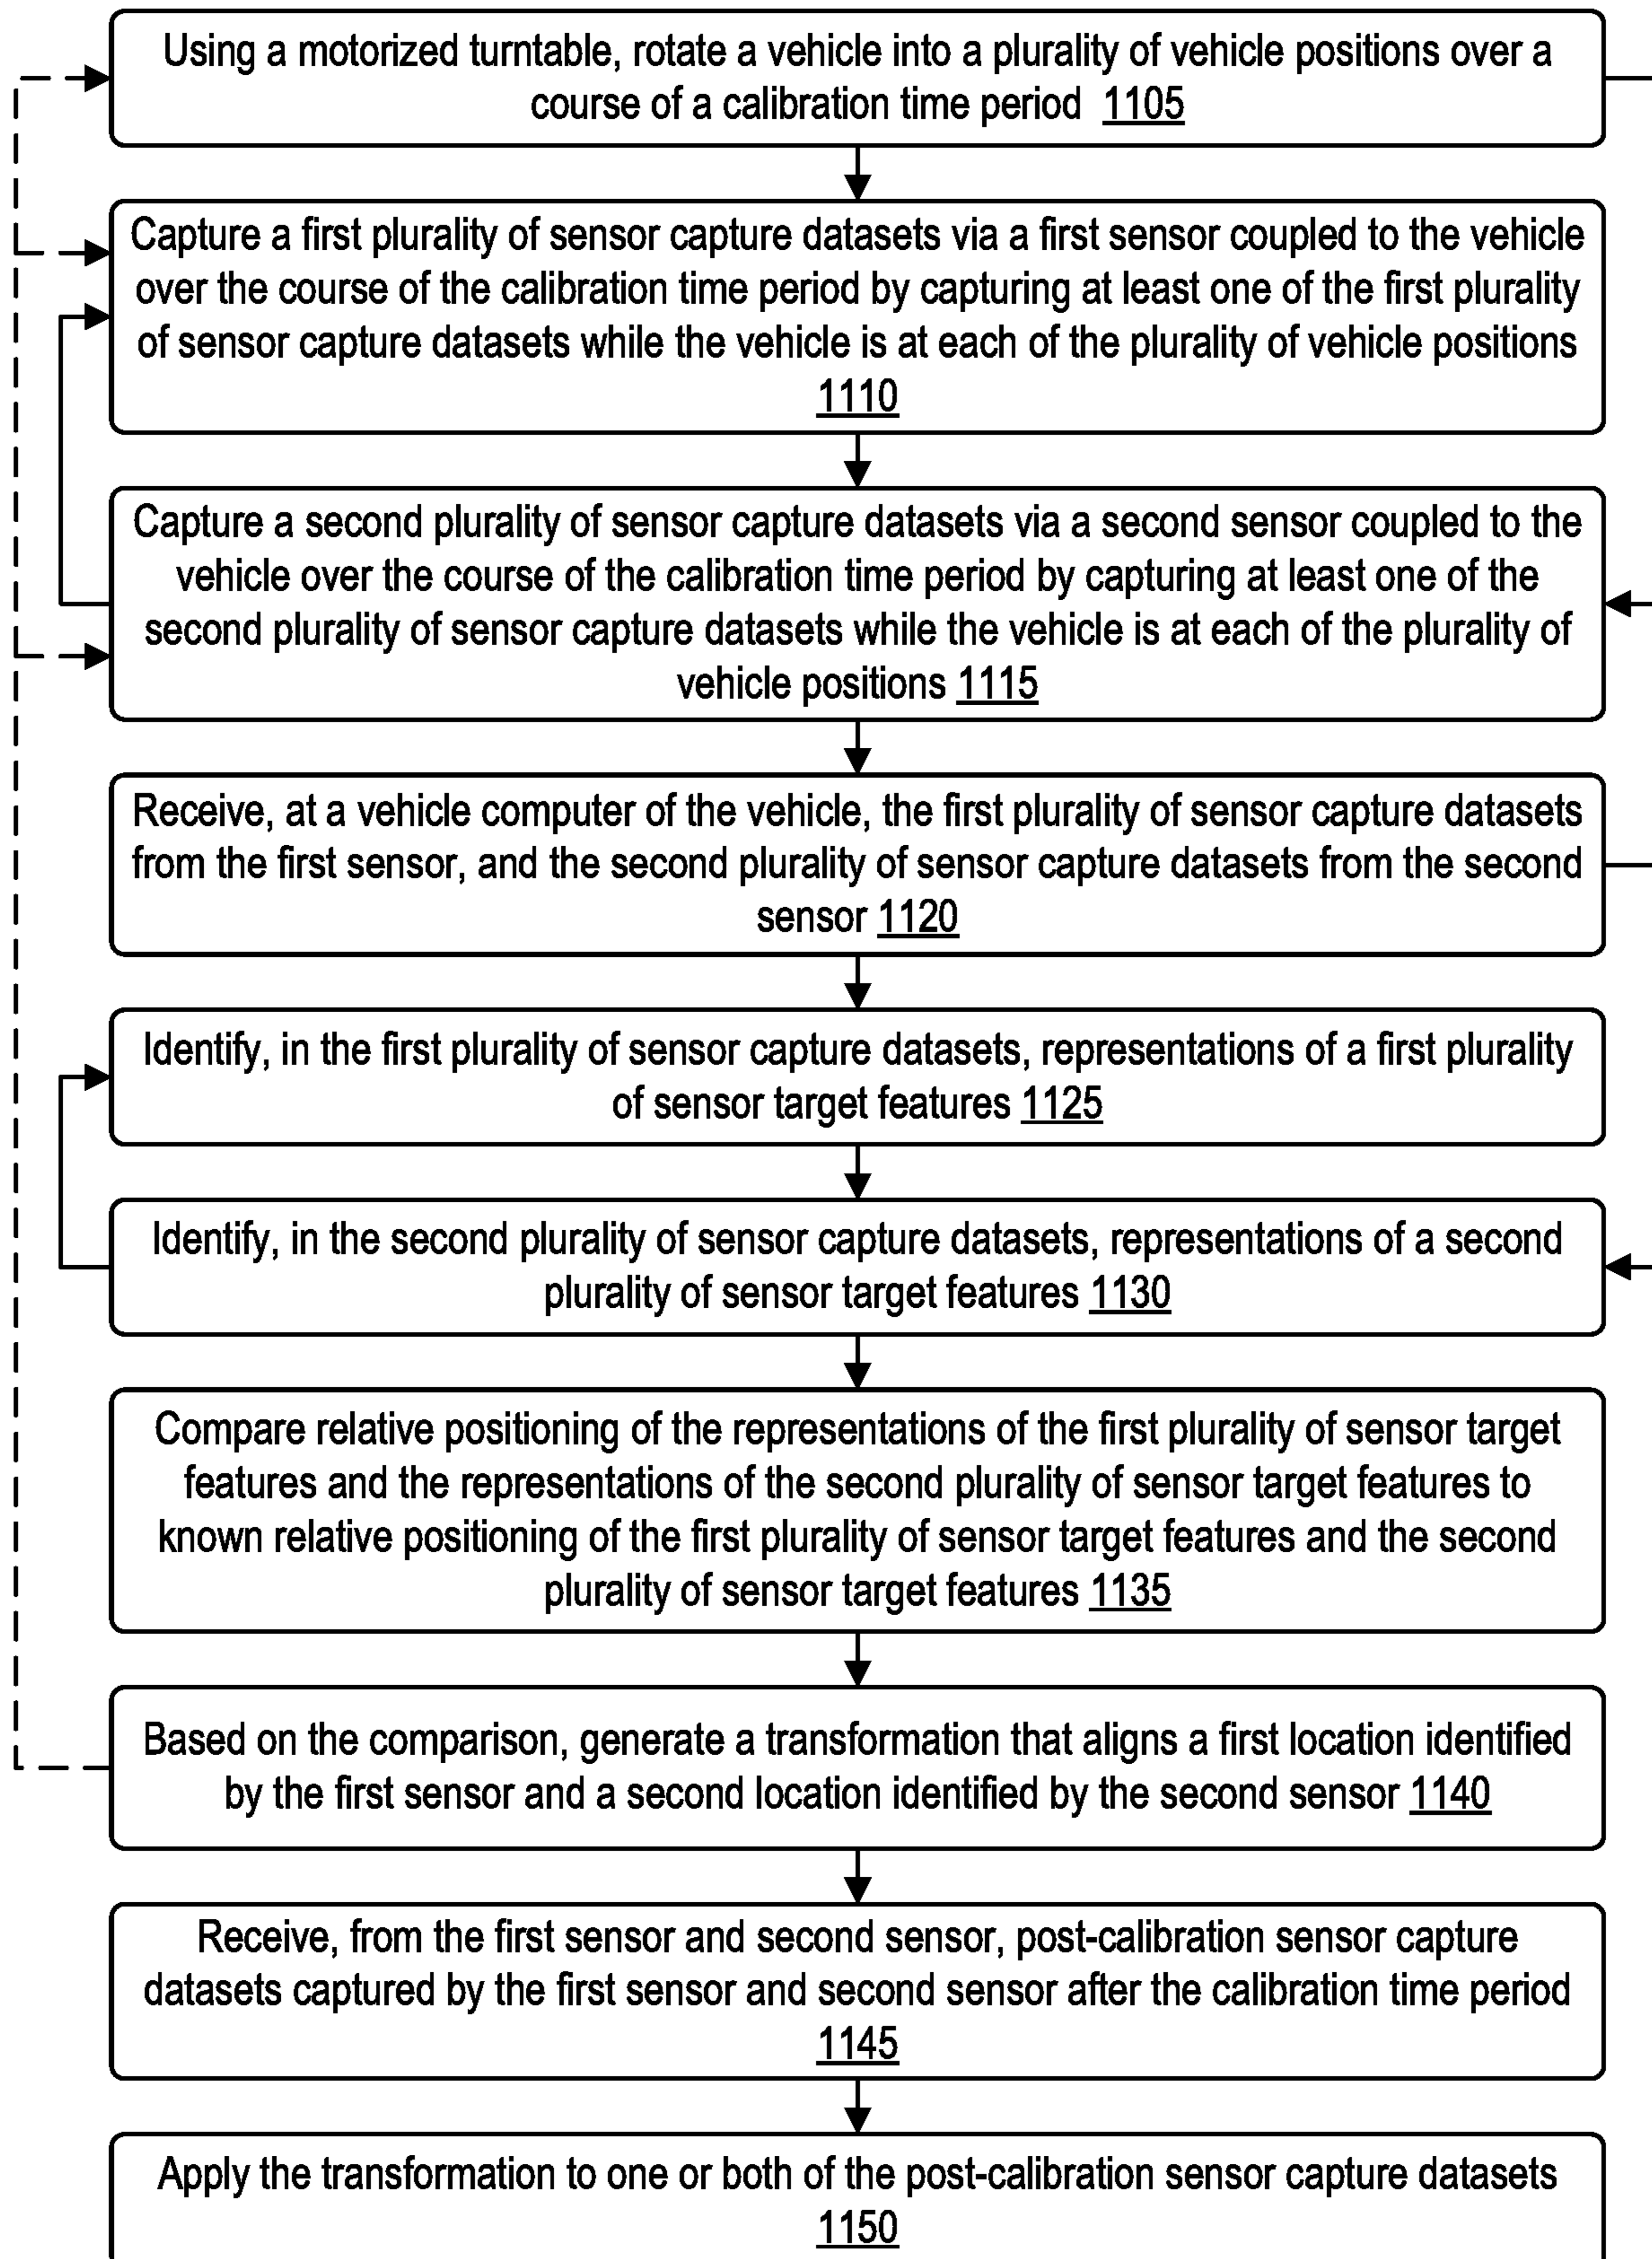 Using a motorized turntable, rotate a vehicle into a plurality of vehicle positions over a
course of a calibration time period 1105
Capture a first plurality of sensor capture datasets via a first sensor coupled to the vehicle
over the course of the calibration time period by capturing at least one of the first plurality
of sensor capture datasets while the vehicle is at each of the plurality of vehicle positions
1110
Capture a second plurality of sensor capture datasets via a second sensor coupled to the
vehicle over the course of the calibration time period by capturing at least one of the
second plurality of sensor capture datasets while the vehicle is at each of the plurality of
vehicle positions 1115
Receive, at a vehicle computer of the vehicle, the first plurality of sensor capture datasets
from the first sensor, and the second plurality of sensor capture datasets from the second
sensor 1120
Identify, in the first plurality of sensor capture datasets, representations of a first plurality
of sensor target features 1125
Identify, in the second plurality of sensor capture datasets, representations of a second
plurality of sensor target features 1130
Compare relative positioning of the representations of the first plurality of sensor target
features and the representations of the second plurality of sensor target features to
known relative positioning of the first plurality of sensor target features and the second
plurality of sensor target features 1135
Based on the comparison, generate a transformation that aligns a first location identified
by the first sensor and a second location identified by the second sensor 1140
Receive, from the first sensor and second sensor, post-calibration sensor capture
datasets captured by the first sensor and second sensor after the calibration time period
1145
Apply the transformation to one or both of the post-calibration sensor capture datasets
1150